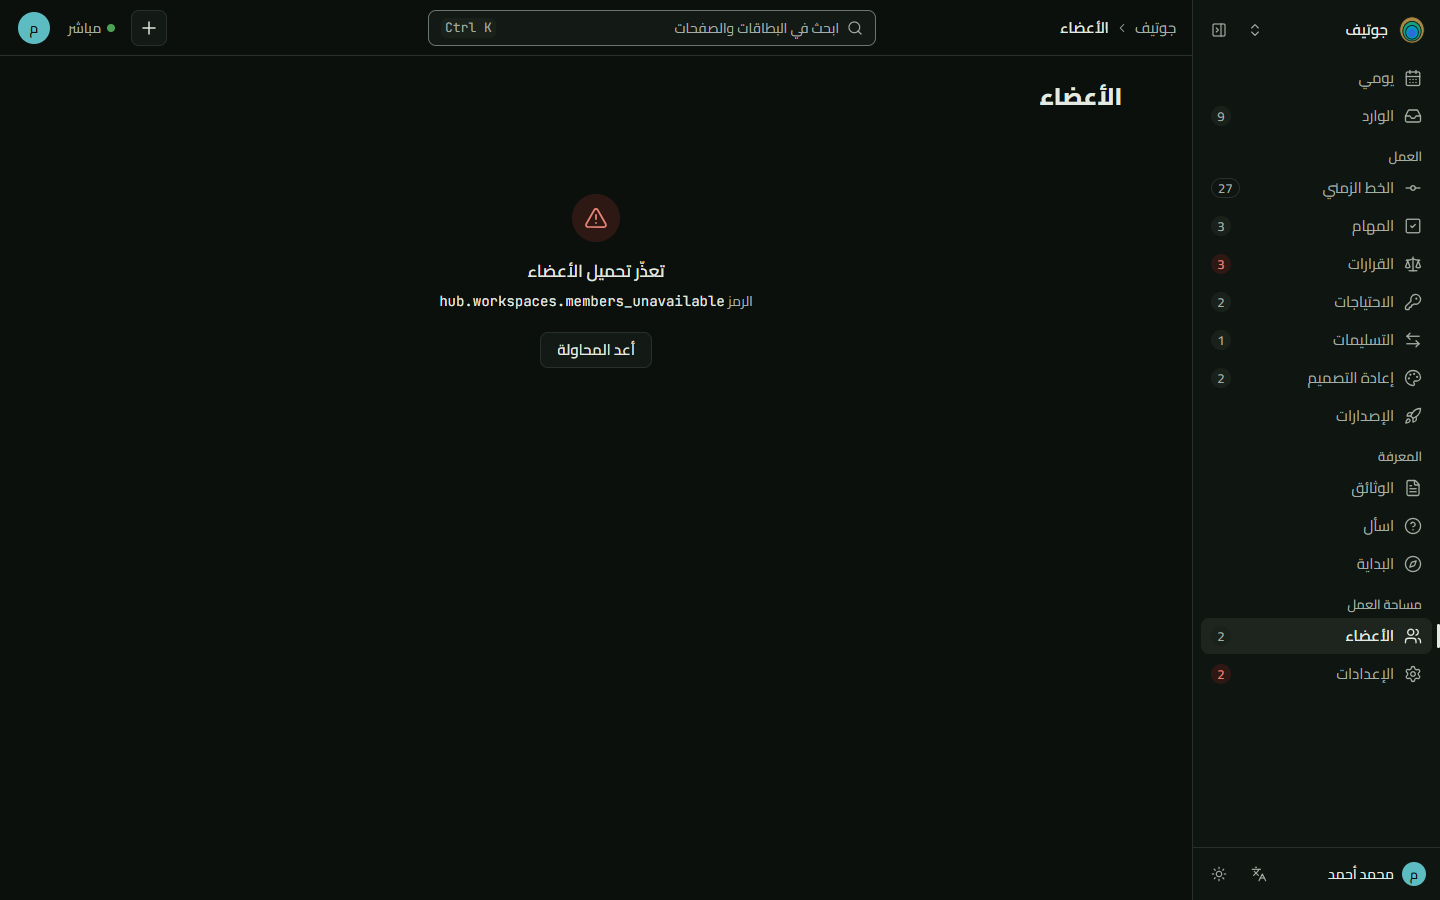 جوتيف
يومي
الوارد 9
العمل
الخط الزمني 27
المهام 3
القرارات 3
الاحتياجات 2
التسليمات 1
إعادة التصميم 2
الإصدارات
المعرفة
الوثائق
اسأل
البداية
مساحة العمل
الأعضاء 2
الإعدادات 2
م محمد أحمد
جوتيف الأعضاء
ابحث في البطاقات والصفحات Ctrl K
مباشر
م
الأعضاء
تعذّر تحميل الأعضاء
الرمز hub.workspaces.members_unavailable
أعد المحاولة